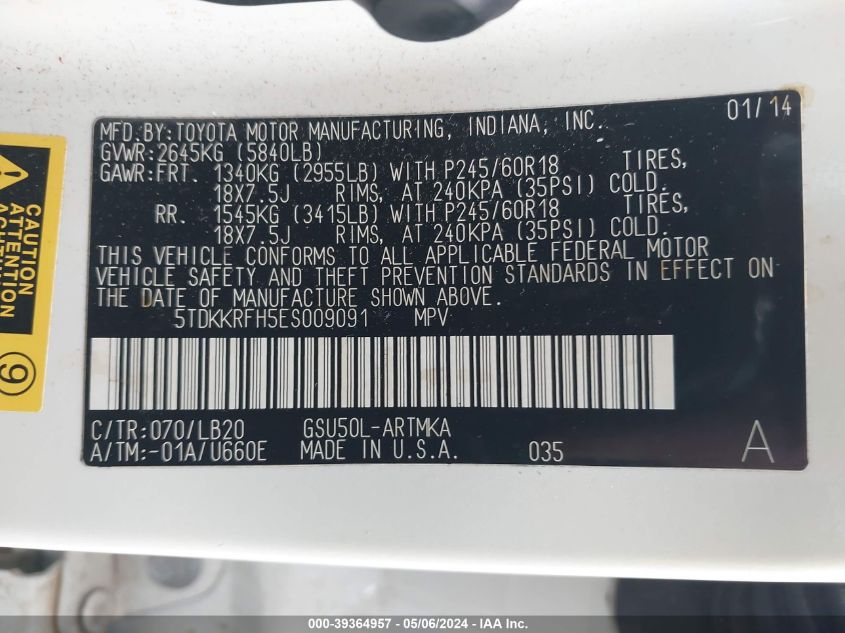 01/14
MFD.BY:TOYOTA MOTOR MANUFACTURING, INDIANA, INC.
GVWR:2645KG (5840LB)
GAWR:FRT. 1340KG (2955LB) WITH P245/60R18 TIRES,
18X7.5J RIMS, AT 240KPA (35PSI) COLD.
RR. 1545KG (3415LB) WITH P245/60R18 TIRES,
18X7.5J RIMS, AT 240KPA (35PSI) COLD.
THIS VEHICLE CONFORMS TO ALL APPLICABLE FEDERAL MOTOR
VEHICLE SAFETY AND THEFT PREVENTION STANDARDS IN EFFECT ON
THE DATE OF MANUFACTURE SHOWN ABOVE.
5TDKKRFH5ES009091 MPV
C/TR:070/LB20 GSU50L-ARTMKA
A/TM:-01A/U660E MADE IN U.S.A. 035 A
CAUTION
ATTENTION
9
000-39364957 - 05/06/2024 - IAA Inc.